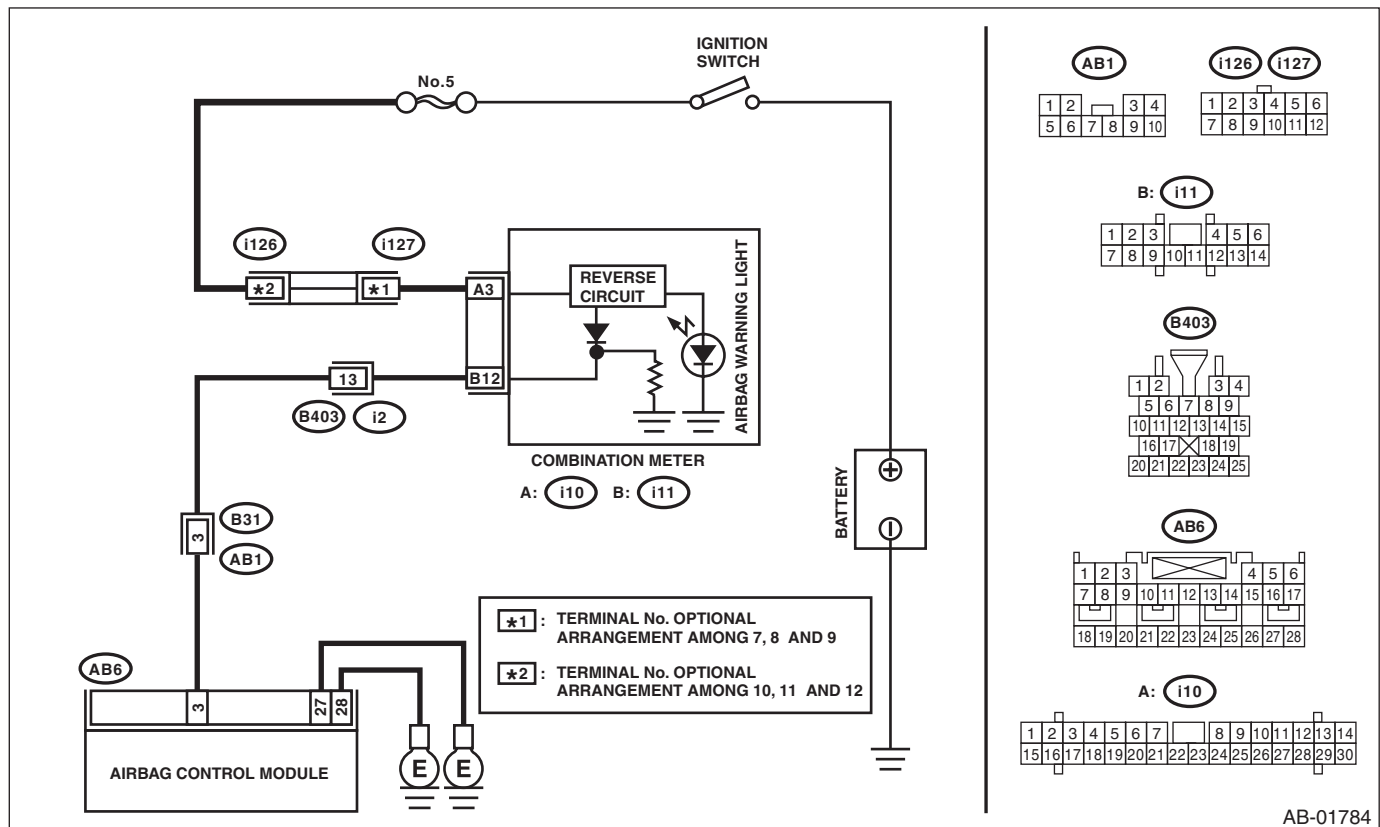 IGNITION
SWITCH
No.5
i126
i127
*2
*1
A3
REVERSE
CIRCUIT
AIRBAG WARNING LIGHT
13
B12
B403
i2
COMBINATION METER
A: i10 B: i11
BATTERY
3
B31
AB1
*1 : TERMINAL No. OPTIONAL
ARRANGEMENT AMONG 7, 8 AND 9
*2 : TERMINAL No. OPTIONAL
ARRANGEMENT AMONG 10, 11 AND 12
AB6
3
27
28
E E
AIRBAG CONTROL MODULE
AB1
1 2 3 4
5 6 7 8 9 10
i126 i127
1 2 3 4 5 6
7 8 9 10 11 12
B: i11
1 2 3 4 5 6
7 8 9 10 11 12 13 14
B403
1 2 3 4
5 6 7 8 9
10 11 12 13 14 15
16 17 18 19
20 21 22 23 24 25
AB6
1 2 3 4 5 6
7 8 9 10 11 12 13 14 15 16 17
18 19 20 21 22 23 24 25 26 27 28
A: i10
1 2 3 4 5 6 7 8 9 10 11 12 13 14
15 16 17 18 19 20 21 22 23 24 25 26 27 28 29 30
AB-01784